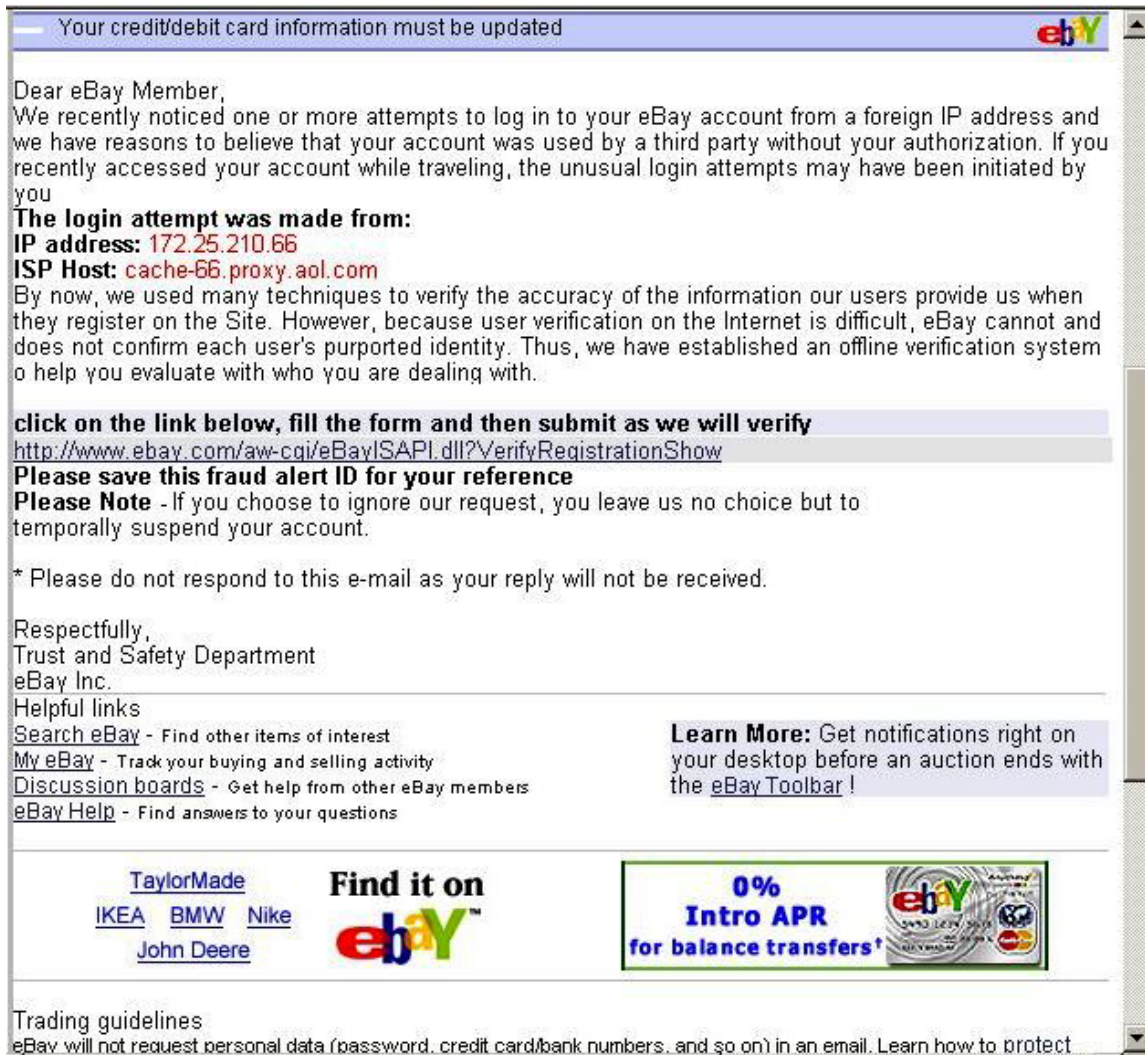 Your credit/debit card information must be updated
ebaY
Dear eBay Member,
We recently noticed one or more attempts to log in to your eBay account from a foreign IP address and
we have reasons to believe that your account was used by a third party without your authorization. If you
recently accessed your account while traveling, the unusual login attempts may have been initiated by
you
The login attempt was made from:
IP address: 172.25.210.66
ISP Host: cache-66.proxy.aol.com
By now, we used many techniques to verify the accuracy of the information our users provide us when
they register on the Site. However, because user verification on the Internet is difficult, eBay cannot and
does not confirm each user's purported identity. Thus, we have established an offline verification system
o help you evaluate with who you are dealing with.
click on the link below, fill the form and then submit as we will verify
http://www.ebay.com/aw-cgi/eBayISAPI.dll?VerifyRegistrationShow
Please save this fraud alert ID for your reference
Please Note - If you choose to ignore our request, you leave us no choice but to
temporally suspend your account.
* Please do not respond to this e-mail as your reply will not be received.
Respectfully,
Trust and Safety Department
eBay Inc.
Helpful links
Search eBay - Find other items of interest
My eBay - Track your buying and selling activity
Discussion boards - Get help from other eBay members
eBay Help - Find answers to your questions
Learn More: Get notifications right on
your desktop before an auction ends with
the eBay Toolbar !
TaylorMade
IKEA BMW Nike
John Deere
Find it on
ebaY™
0%
Intro APR
for balance transfers†
ebaY
Trading guidelines
eBay will not request personal data (password, credit card/bank numbers, and so on) in an email. Learn how to protect